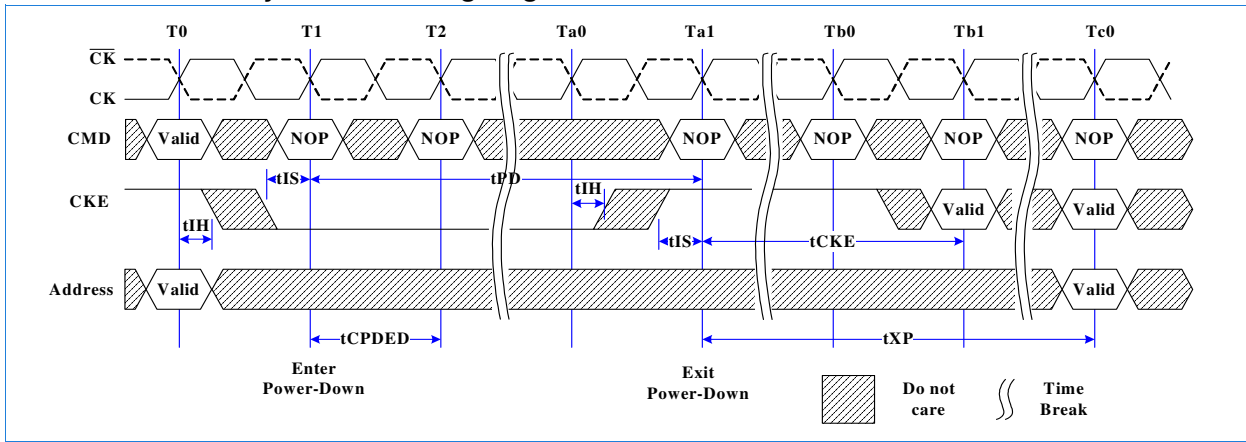 T0 T1 T2 Ta0 Ta1 Tb0 Tb1 Tc0
CK
CK
CMD Valid NOP NOP NOP NOP NOP NOP
tIS tPD tIH
CKE Valid Valid
tIH tIS tCKE
Address Valid Valid
tCPDED tXP
Enter
Power-Down
Exit
Power-Down
Do not
care
Time
Break